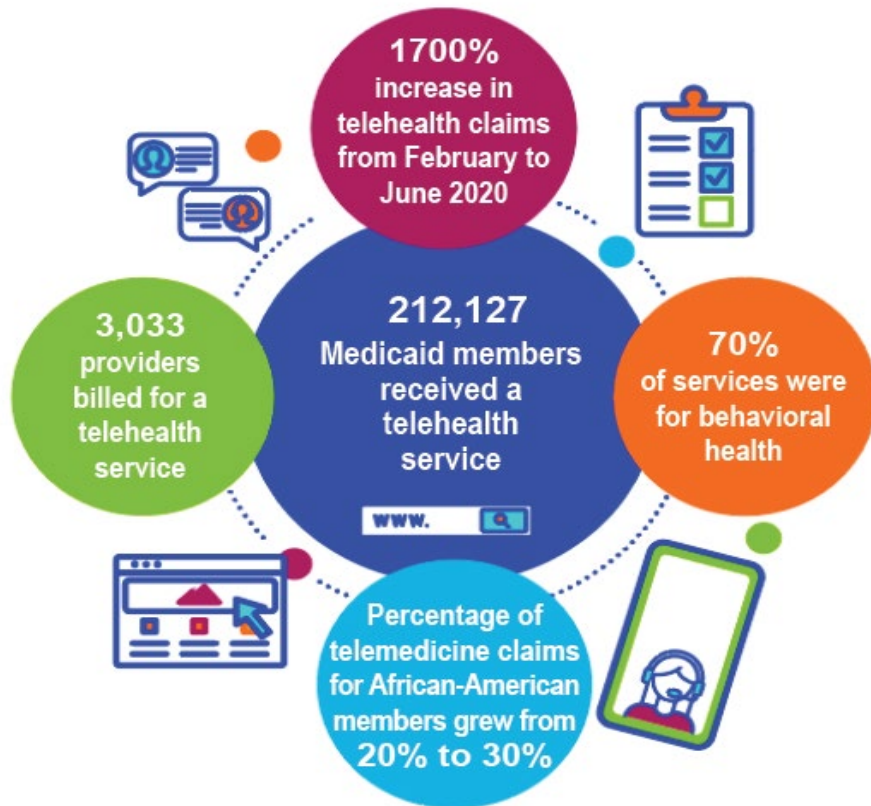 1700%
increase in
telehealth claims
from February to
June 2020
3,033
providers
billed for a
telehealth
service
212,127
Medicaid members
received a
telehealth
service
www.
70%
of services were
for behavioral
health
Percentage of
telemedicine claims
for African-American
members grew from
20% to 30%